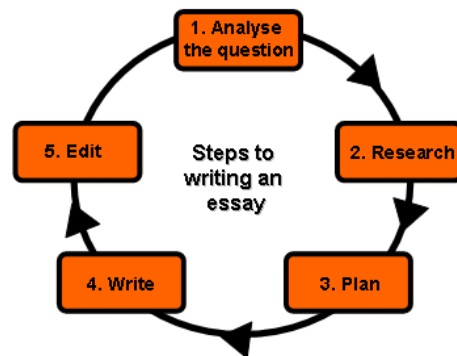 1. Analyse
the question
2. Research
3. Plan
4. Write
5. Edit
Steps to
writing an
essay